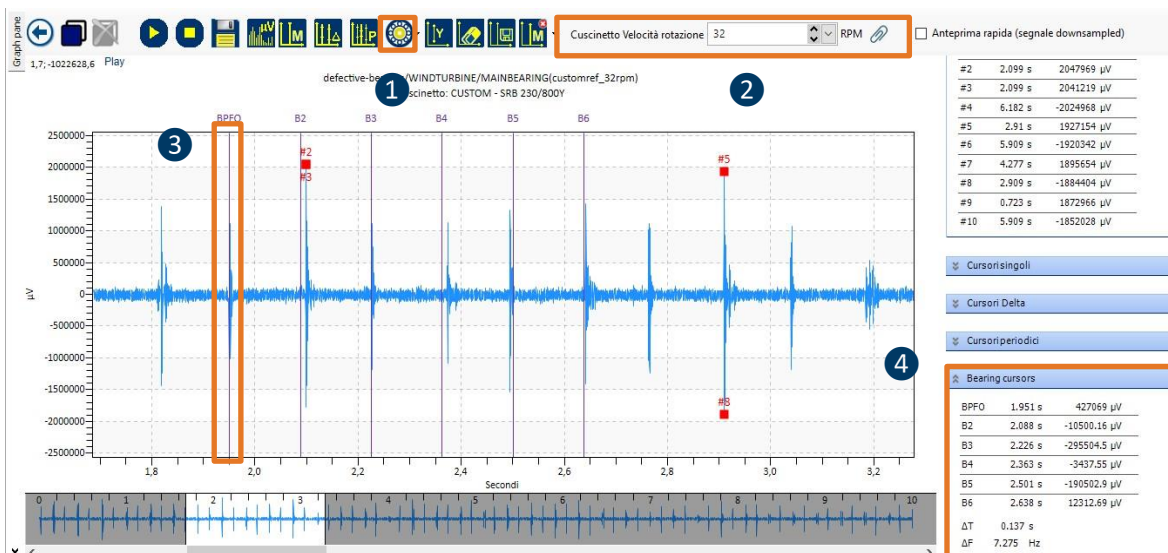 Graph pane
μV
M
P
Y
M
Cuscinetto Velocità rotazione 32 RPM
Anteprima rapida (segnale downsampled)
1,7;-1022628,6 Play
defective-be /WINDTURBINE/MAINBEARING(customref_32rpm)
scinetto: CUSTOM - SRB 230/800Y
1
2
3
4
BPFO B2 B3 B4 B5 B6
#2
#3
#5
#8
2500000
2000000
1500000
1000000
500000
0
-500000
-1000000
-1500000
-2000000
-2500000
μV
1,8 2,0 2,2 2,4 2,6 2,8 3,0 3,2
Secondi
0 1 2 3 4 5 6 7 8 9 10
#2 2.099 s 2047969 μV
#3 2.099 s 2041219 μV
#4 6.182 s -2024968 μV
#5 2.91 s 1927154 μV
#6 5.909 s -1920342 μV
#7 4.277 s 1895654 μV
#8 2.909 s -1884404 μV
#9 0.723 s 1872966 μV
#10 5.909 s -1852028 μV
Cursorisingoli
Cursori Delta
Cursoriperiodici
Bearing cursors
BPFO 1.951 s 427069 μV
B2 2.088 s -10500.16 μV
B3 2.226 s -295504.5 μV
B4 2.363 s -3437.55 μV
B5 2.501 s -190502.9 μV
B6 2.638 s 12312.69 μV
ΔT 0.137 s
ΔF 7.275 Hz